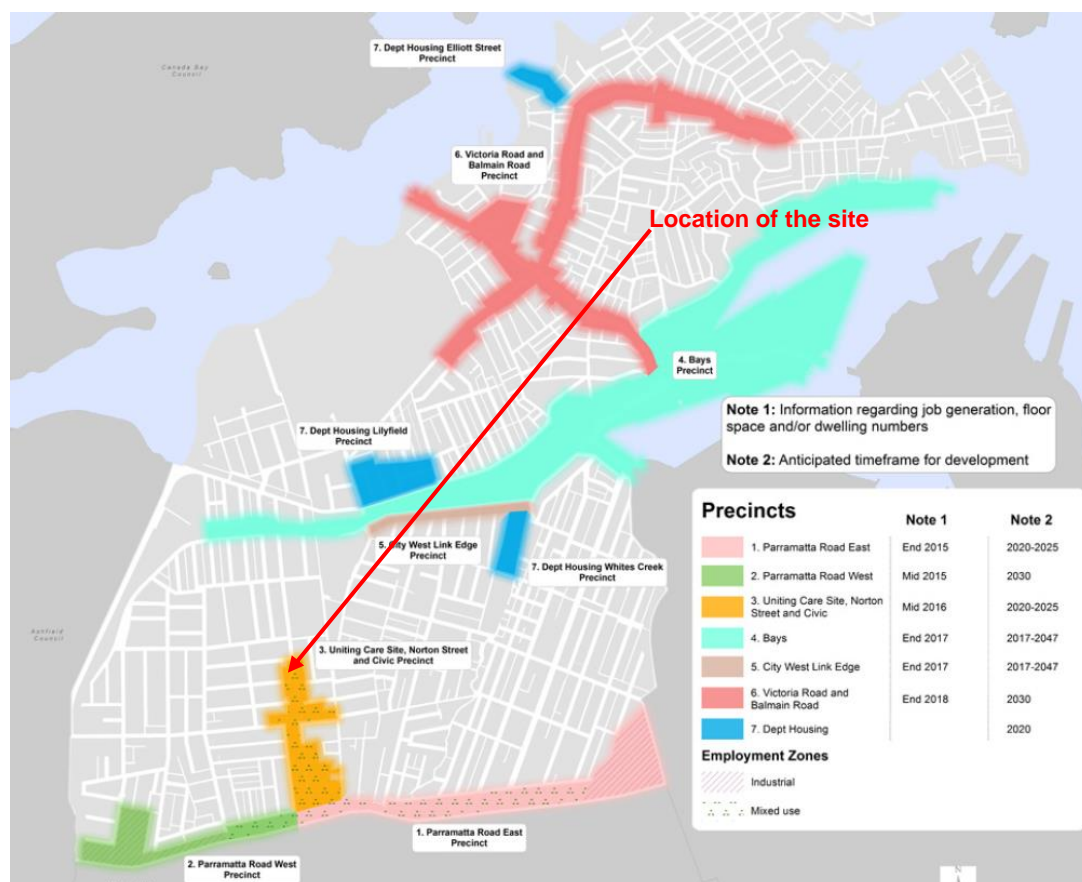 Canada Bay
Council
7. Dept Housing Elliott Street
Precinct
6. Victoria Road and
Balmain Road
Precinct
Location of the site
4. Bays
Precinct
Note 1: Information regarding job generation, floor
space and/or dwelling numbers
Note 2: Anticipated timeframe for development
7. Dept Housing Lilyfield
Precinct
5. City West Link Edge
Precinct
7. Dept Housing Whites Creek
Precinct
Ashfield
Council
3. Uniting Care Site, Norton Street
and Civic Precinct
1. Parramatta Road East
Precinct
2. Parramatta Road West
Precinct
Precincts Note 1 Note 2
1. Parramatta Road East End 2015 2020-2025
2. Parramatta Road West Mid 2015 2030
3. Uniting Care Site, Norton Mid 2016 2020-2025
Street and Civic
4. Bays End 2017 2017-2047
5. City West Link Edge End 2017 2017-2047
6. Victoria Road and End 2018 2030
Balmain Road
7. Dept Housing 2020
Employment Zones
Industrial
Mixed use
N